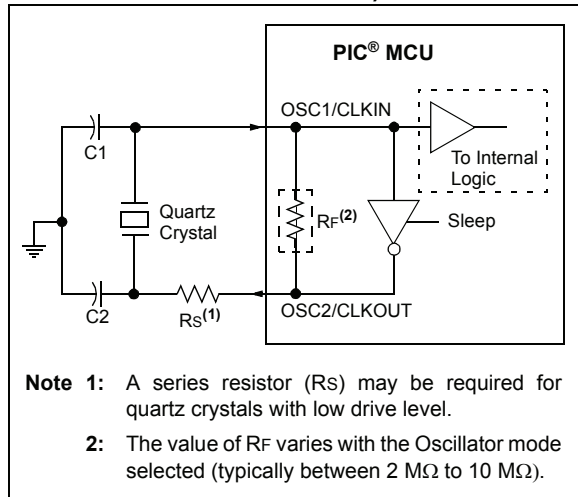 PIC® MCU
OSC1/CLKIN
C1
To Internal
Logic
Quartz
Crystal
RF(2)
Sleep
C2
RS(1)
OSC2/CLKOUT
Note 1: A series resistor (RS) may be required for
quartz crystals with low drive level.
2: The value of RF varies with the Oscillator mode
selected (typically between 2 MΩ to 10 MΩ).